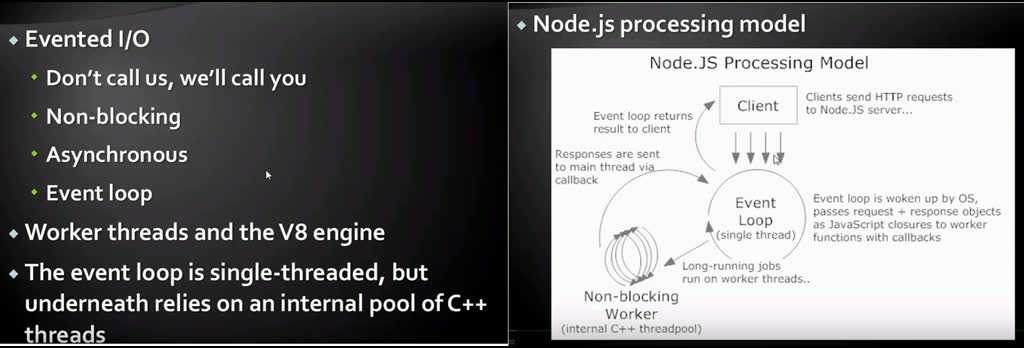 Evented I/O
Don't call us, we'll call you
Non-blocking
Asynchronous
Event loop
Worker threads and the V8 engine
The event loop is single-threaded, but
underneath relies on an internal pool of C++
threads
Node.js processing model
Node.JS Processing Model
Client
Clients send HTTP requests
to Node.JS server...
Event loop returns
result to client
Responses are sent
to main thread via
callback
Event
Loop
(single thread)
Event loop is woken up by OS,
passes request + response objects
as JavaScript closures to worker
functions with callbacks
Long-running jobs
run on worker threads..
Non-blocking
Worker
(internal C++ threadpool)